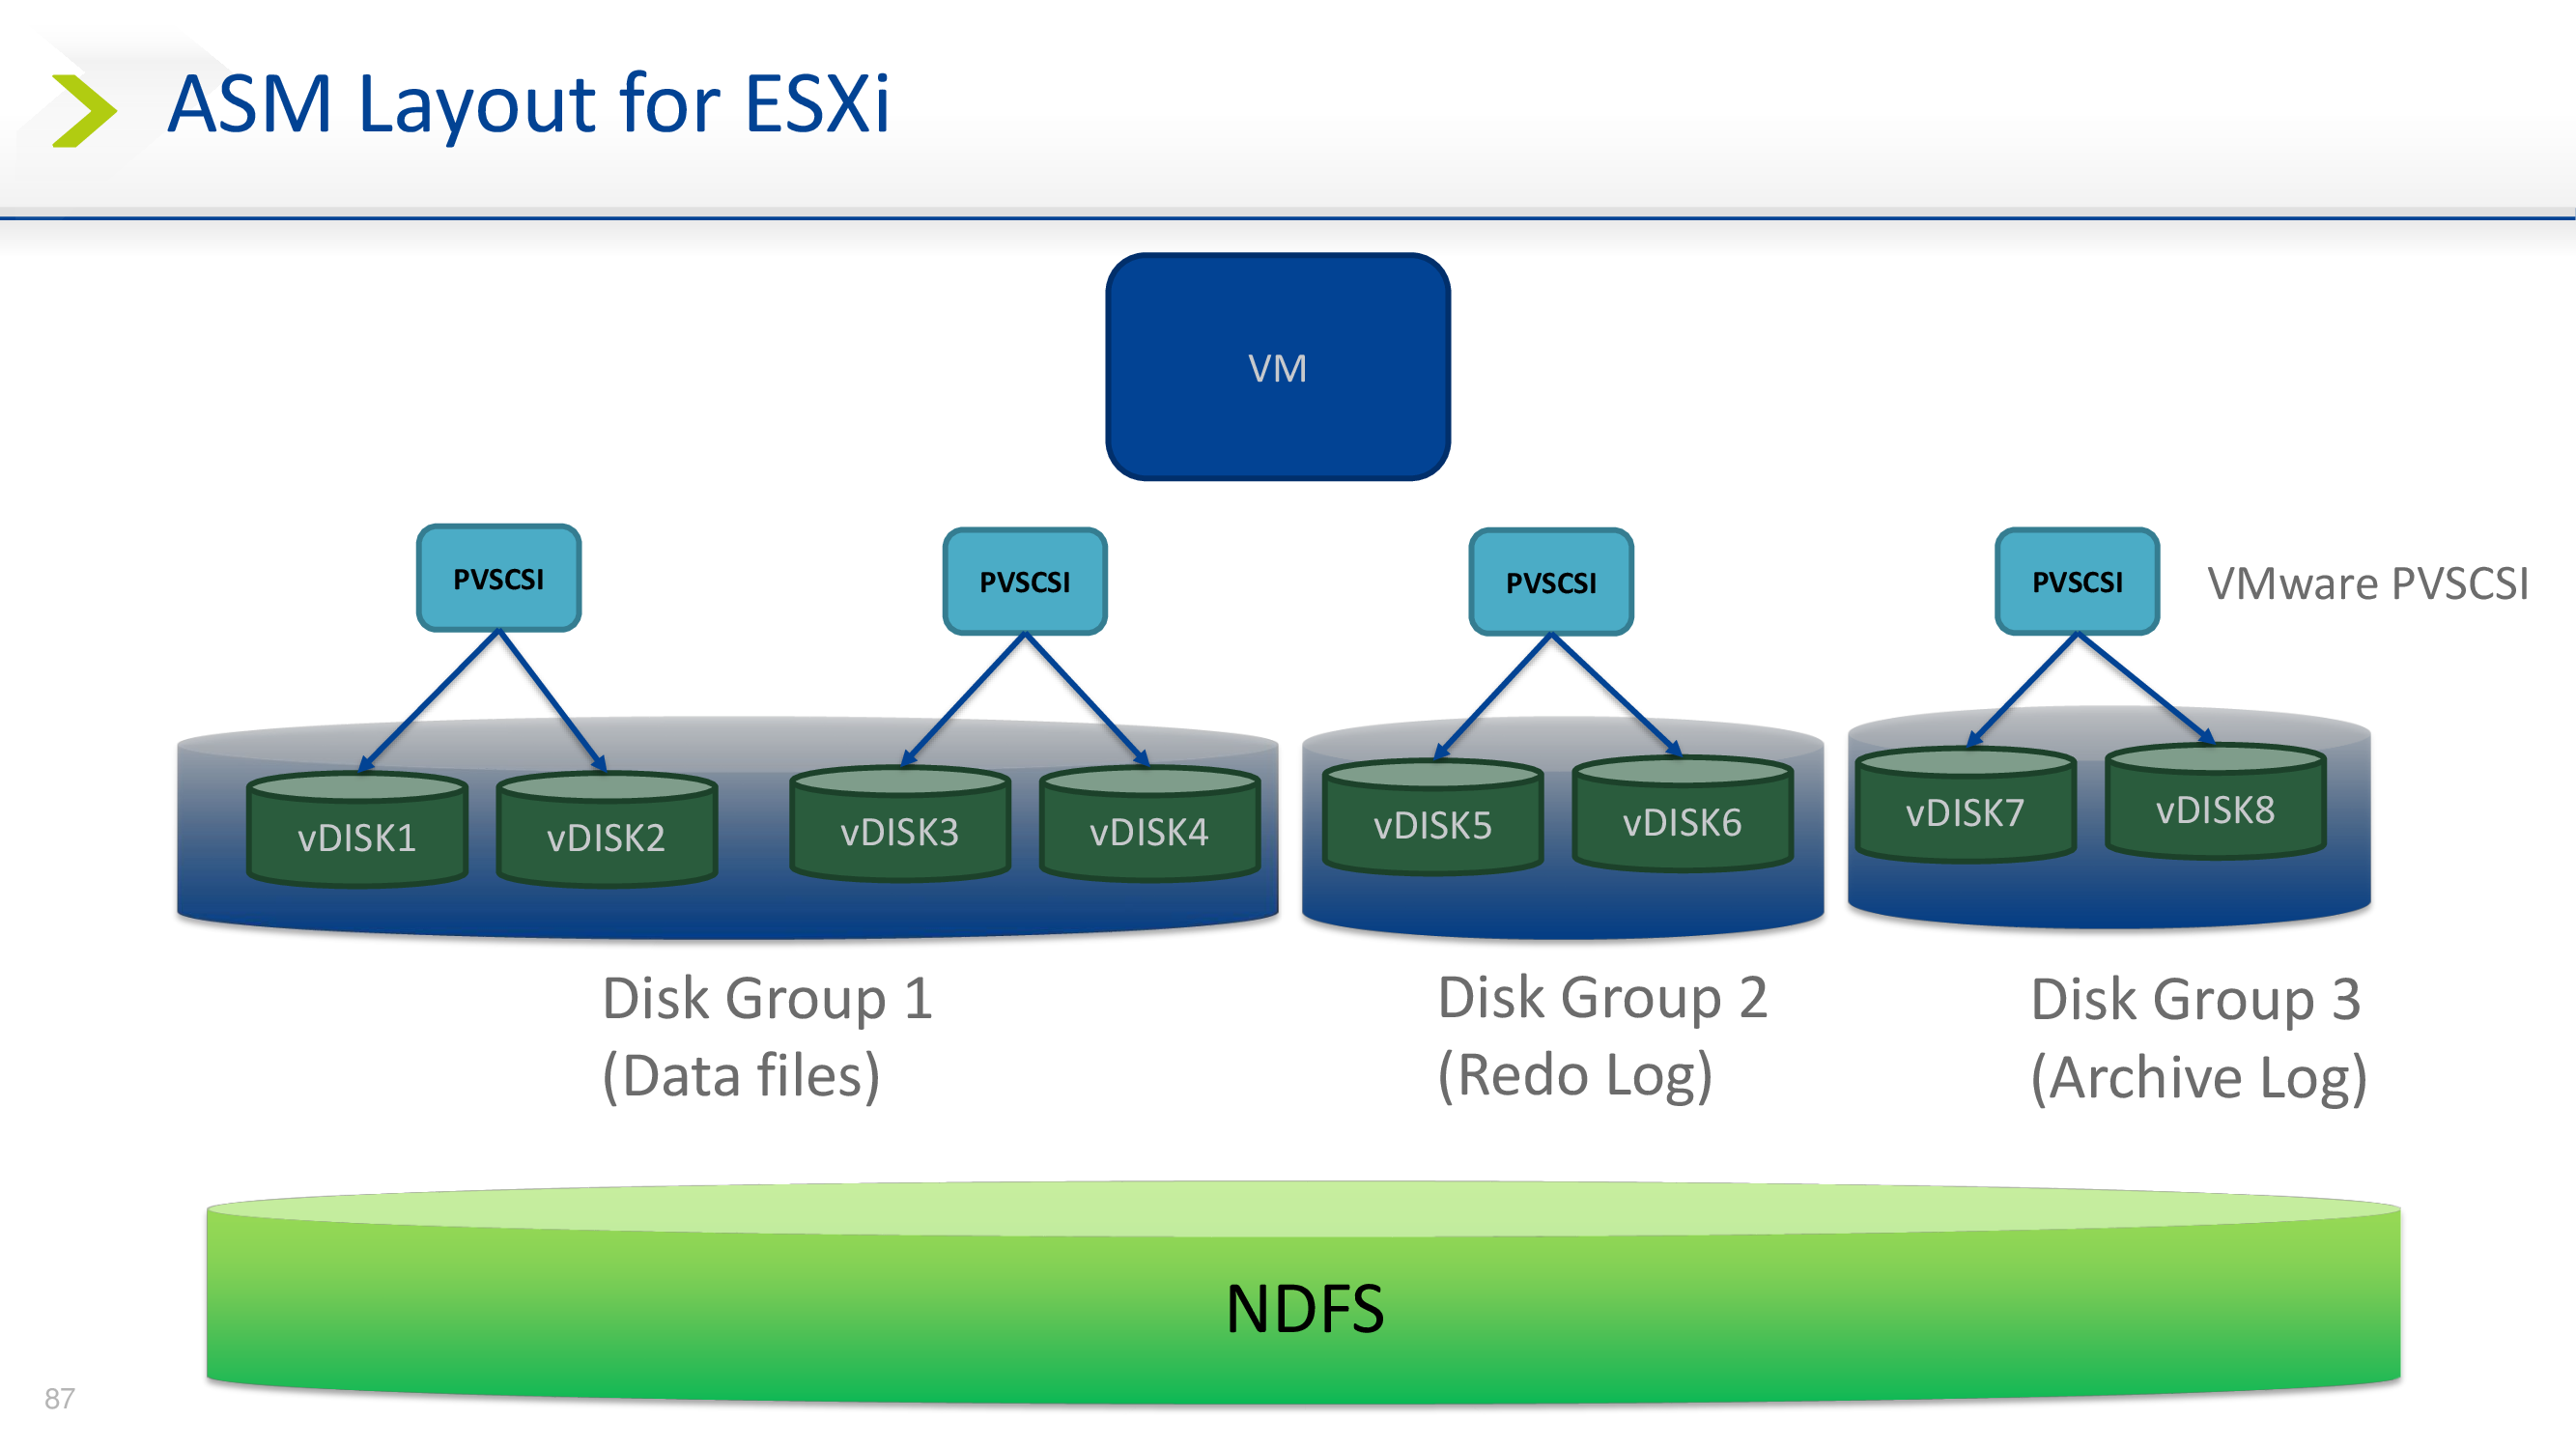 ASM Layout for ESXi
VM
PVSCSI
PVSCSI
PVSCSI
PVSCSI
VMware PVSCSI
vDISK1
vDISK2
vDISK3
vDISK4
vDISK5
vDISK6
vDISK7
vDISK8
Disk Group 1
(Data files)
Disk Group 2
(Redo Log)
Disk Group 3
(Archive Log)
NDFS
87